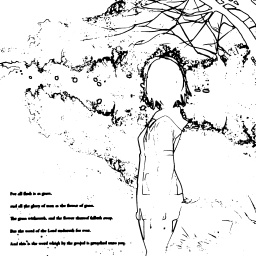 For all flesh is as grass,
and all the glory of man as the flower of grass.
The grass withereth, and the flower thereof falleth away.
But the word of the Lord endureth for ever.
And this is the word which by the gospel is preached unto you.